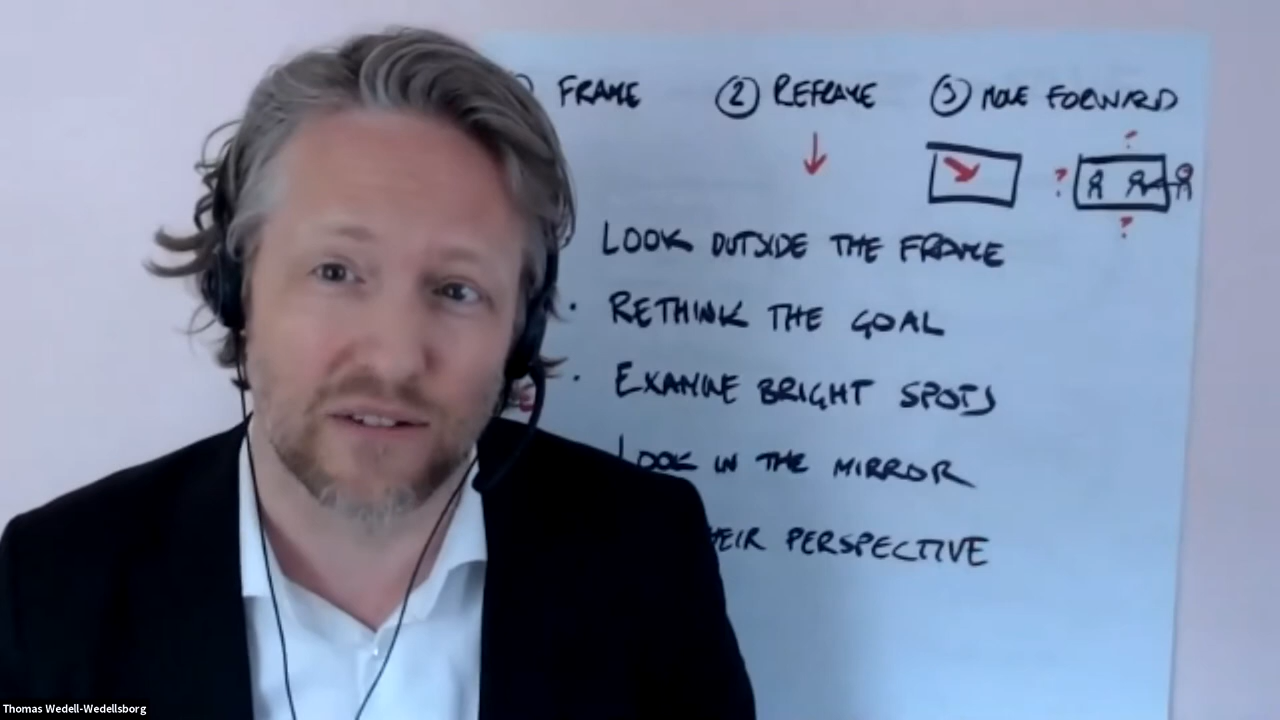 FRAME ② REFRAME ③ MOVE FORWARD
? ? ?
LOOK OUTSIDE THE FRAME
· RETHINK THE GOAL
· EXAMINE BRIGHT SPOTS
LOOK IN THE MIRROR
PERSPECTIVE
Thomas Wedell-Wedellsborg